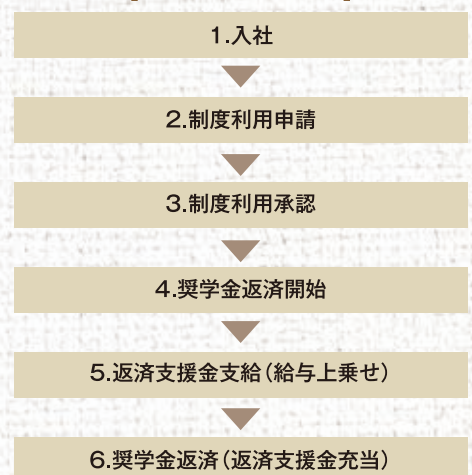 1.入社
2.制度利用申請
3.制度利用承認
4.奨学金返済開始
5.返済支援金支給(給与上乗せ)
6.奨学金返済(返済支援金充当)